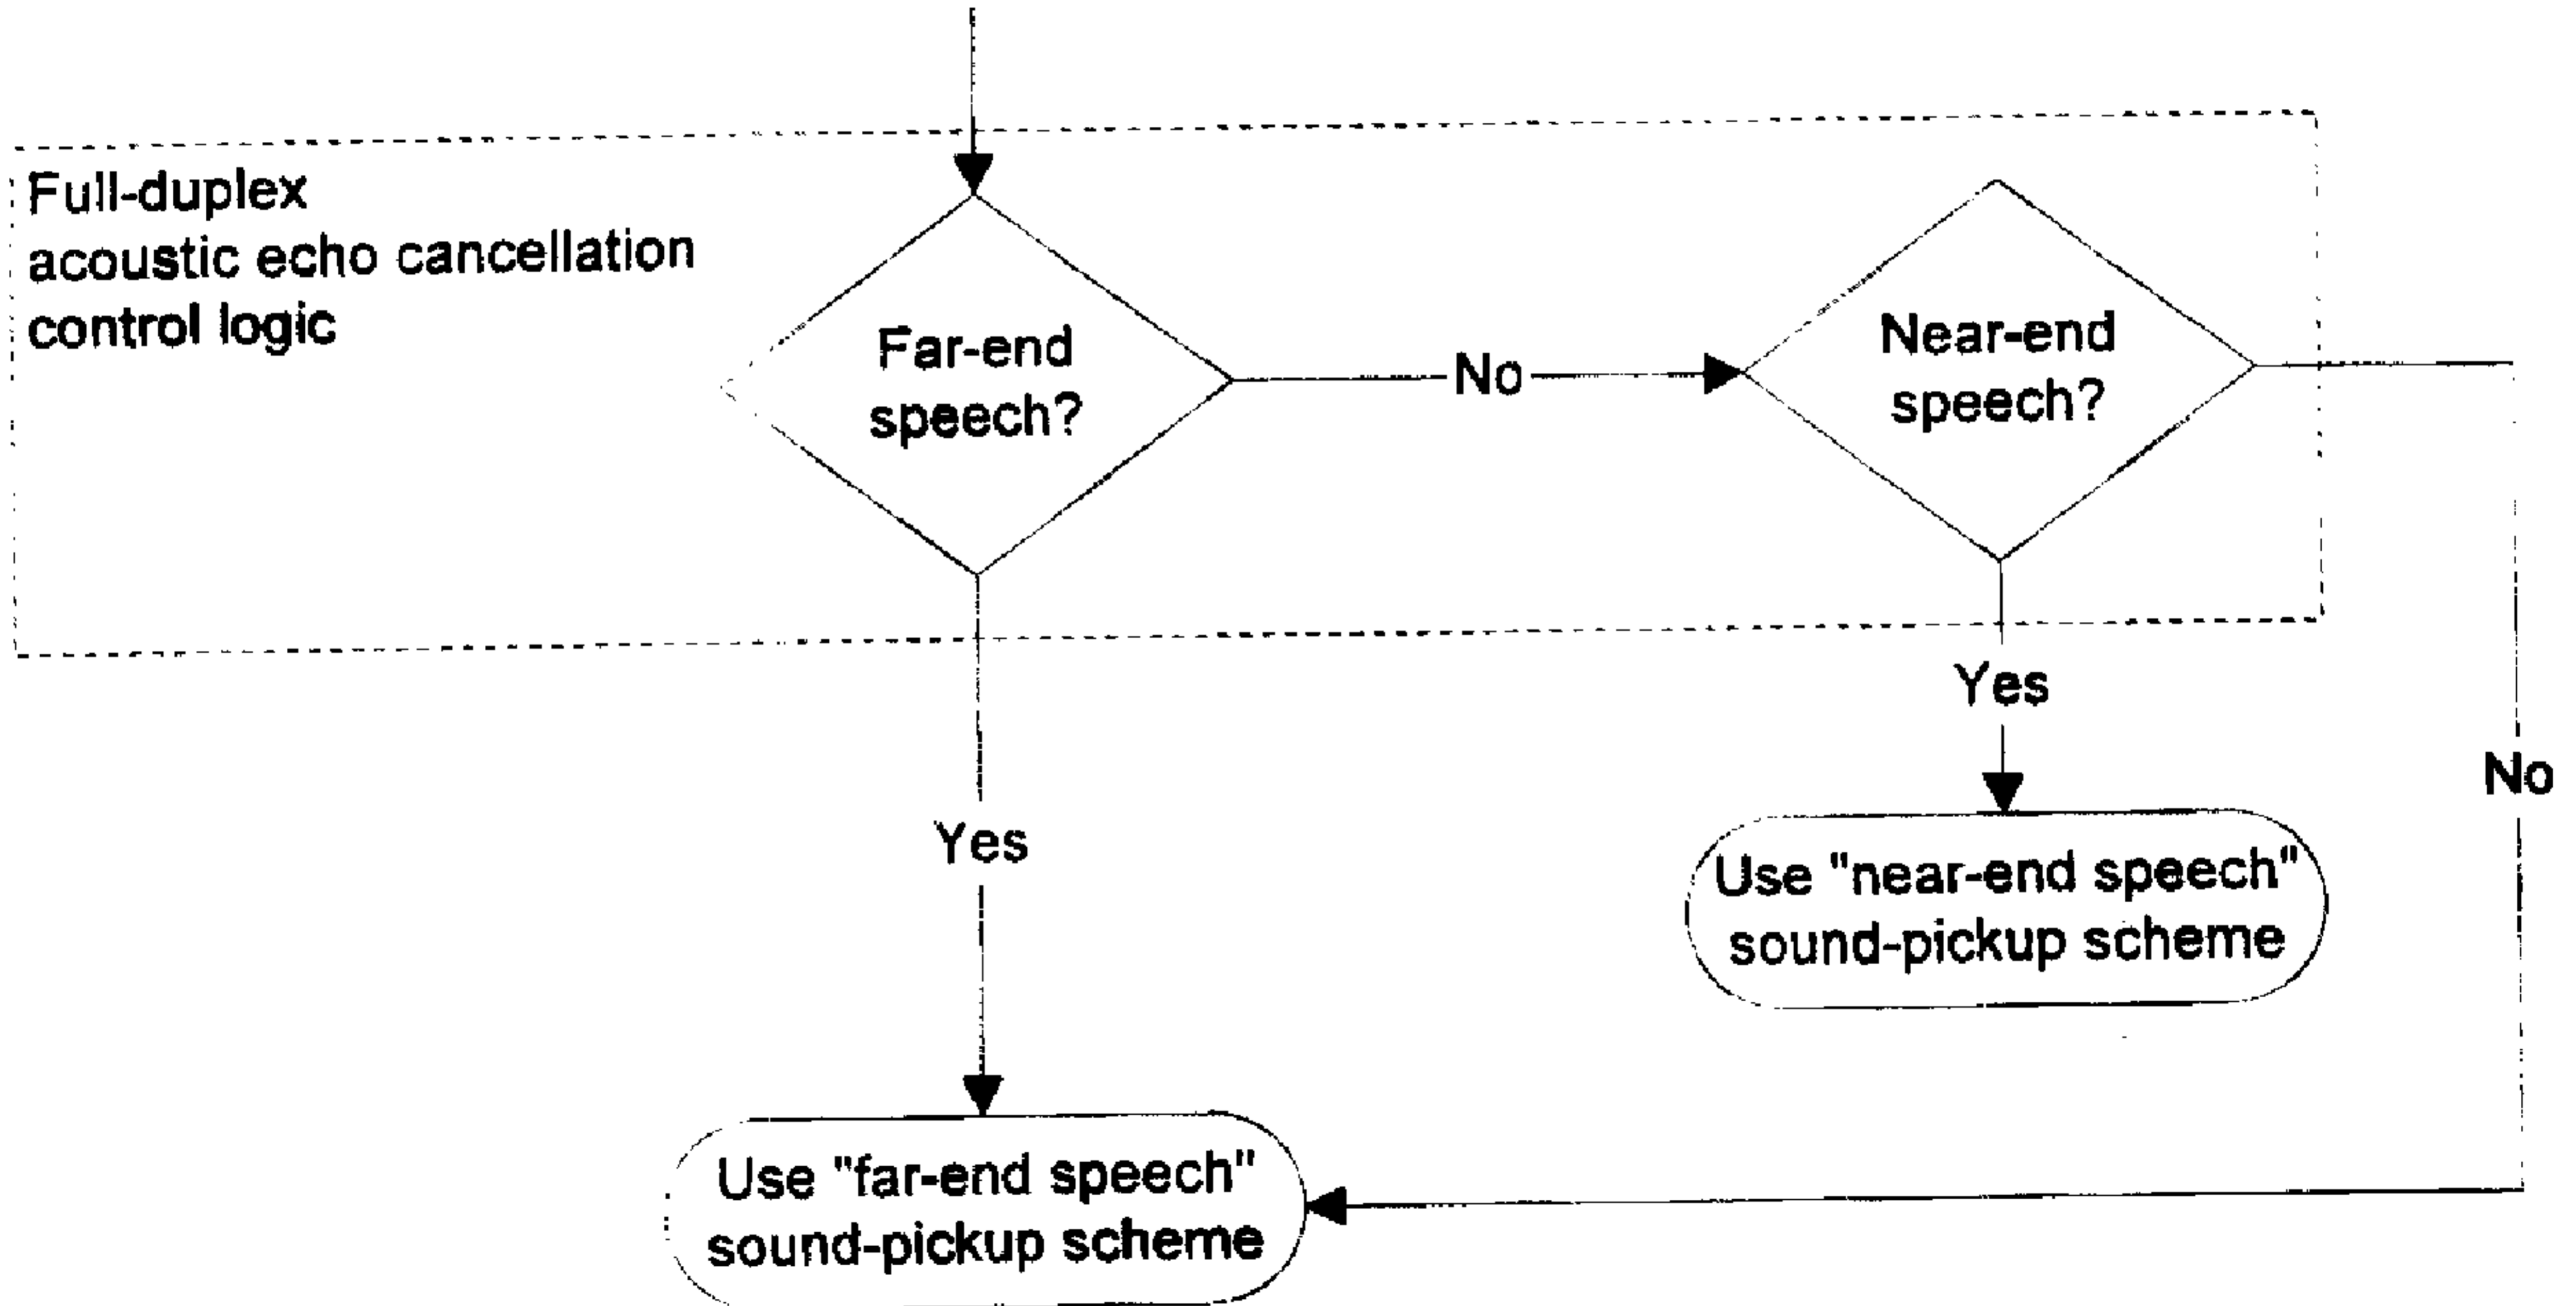 Full-duplex
acoustic echo cancellation
control logic
Far-end
speech?
No
Near-end
speech?
Yes
No
Yes
Use "near-end speech"
sound-pickup scheme
Use "far-end speech"
sound-pickup scheme